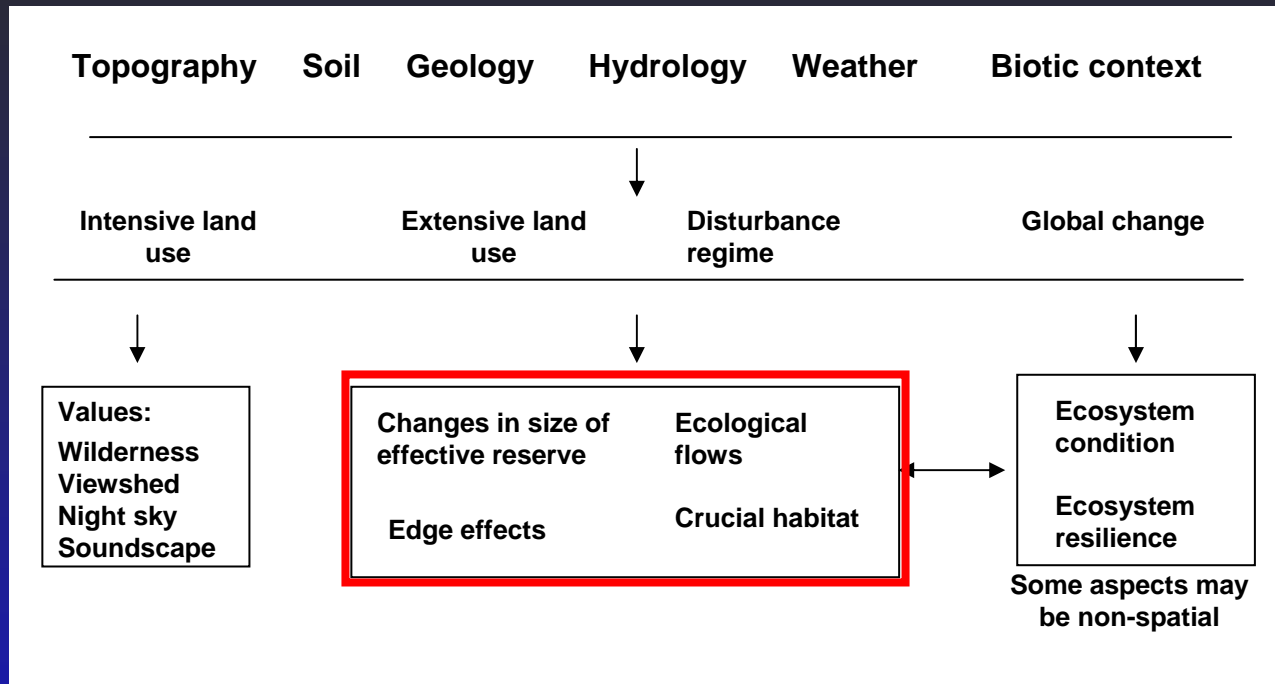 Topography Soil Geology Hydrology Weather Biotic context
Intensive land
use
Extensive land
use
Disturbance
regime
Global change
Values:
Wilderness
Viewshed
Night sky
Soundscape
Changes in size of
effective reserve
Ecological
flows
Edge effects
Crucial habitat
Ecosystem
condition
Ecosystem
resilience
Some aspects may
be non-spatial